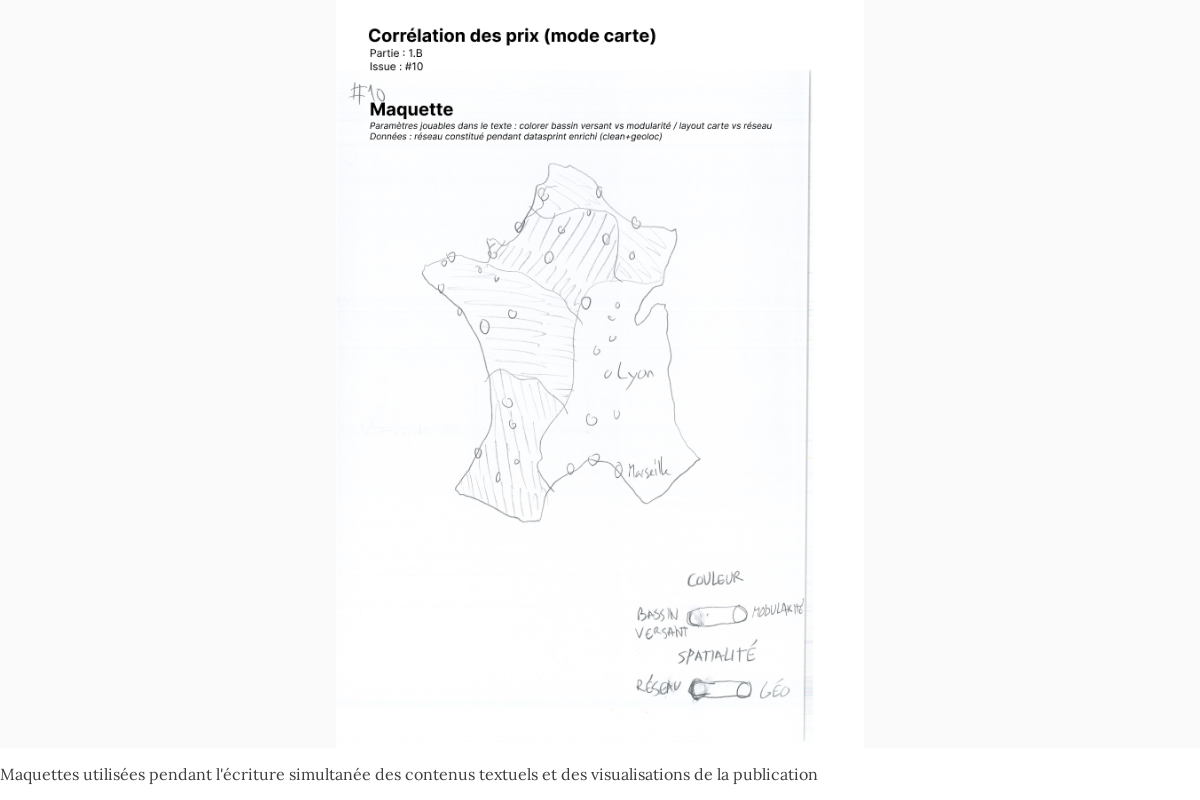 Corrélation des prix (mode carte)
Partie : 1.B
Issue : #10
#10
Maquette
Paramètres jouables dans le texte : colorer bassin versant vs modularité / layout carte vs réseau
Données : réseau constitué pendant datasprint enrichi (clean+geoloc)
Lyon
Marseille
COULEUR
BASSIN VERSANT
MODULARITÉ
SPATIALITÉ
RÉSEAU
GÉO
Maquettes utilisées pendant l'écriture simultanée des contenus textuels et des visualisations de la publication